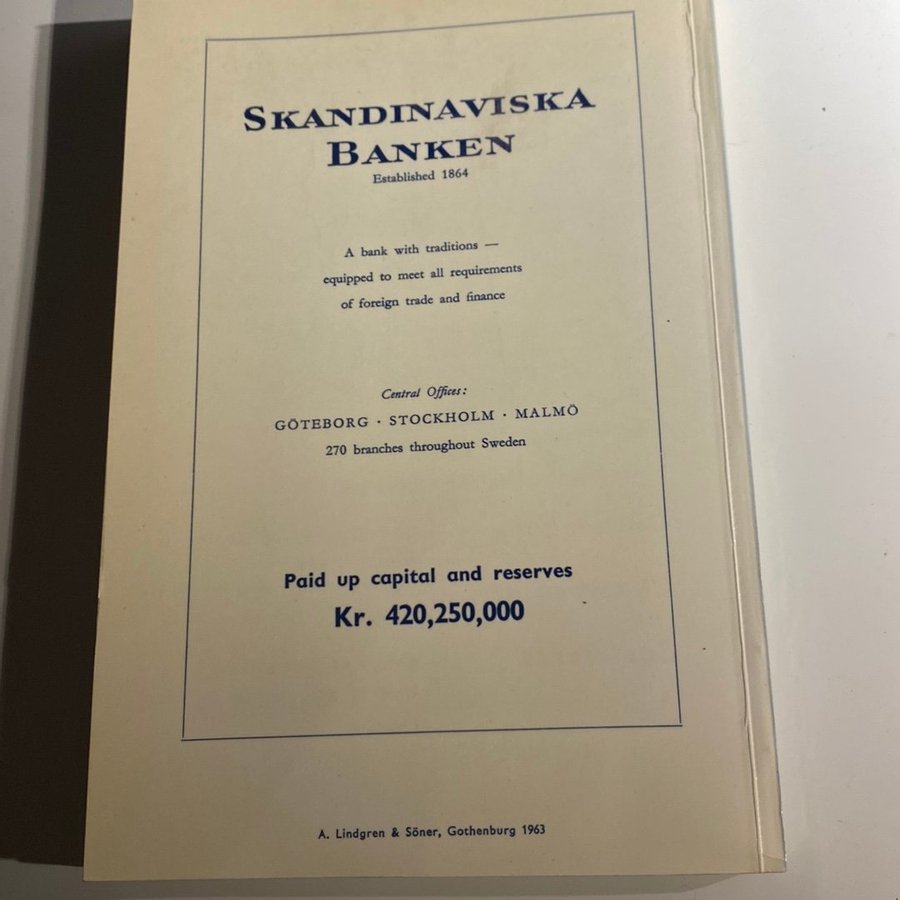 SKANDINAVISKA
BANKEN
Established 1864
A bank with traditions —
equipped to meet all requirements
of foreign trade and finance
Central Offices:
GÖTEBORG · STOCKHOLM · MALMÖ
270 branches throughout Sweden
Paid up capital and reserves
Kr. 420,250,000
A. Lindgren & Söner, Gothenburg 1963